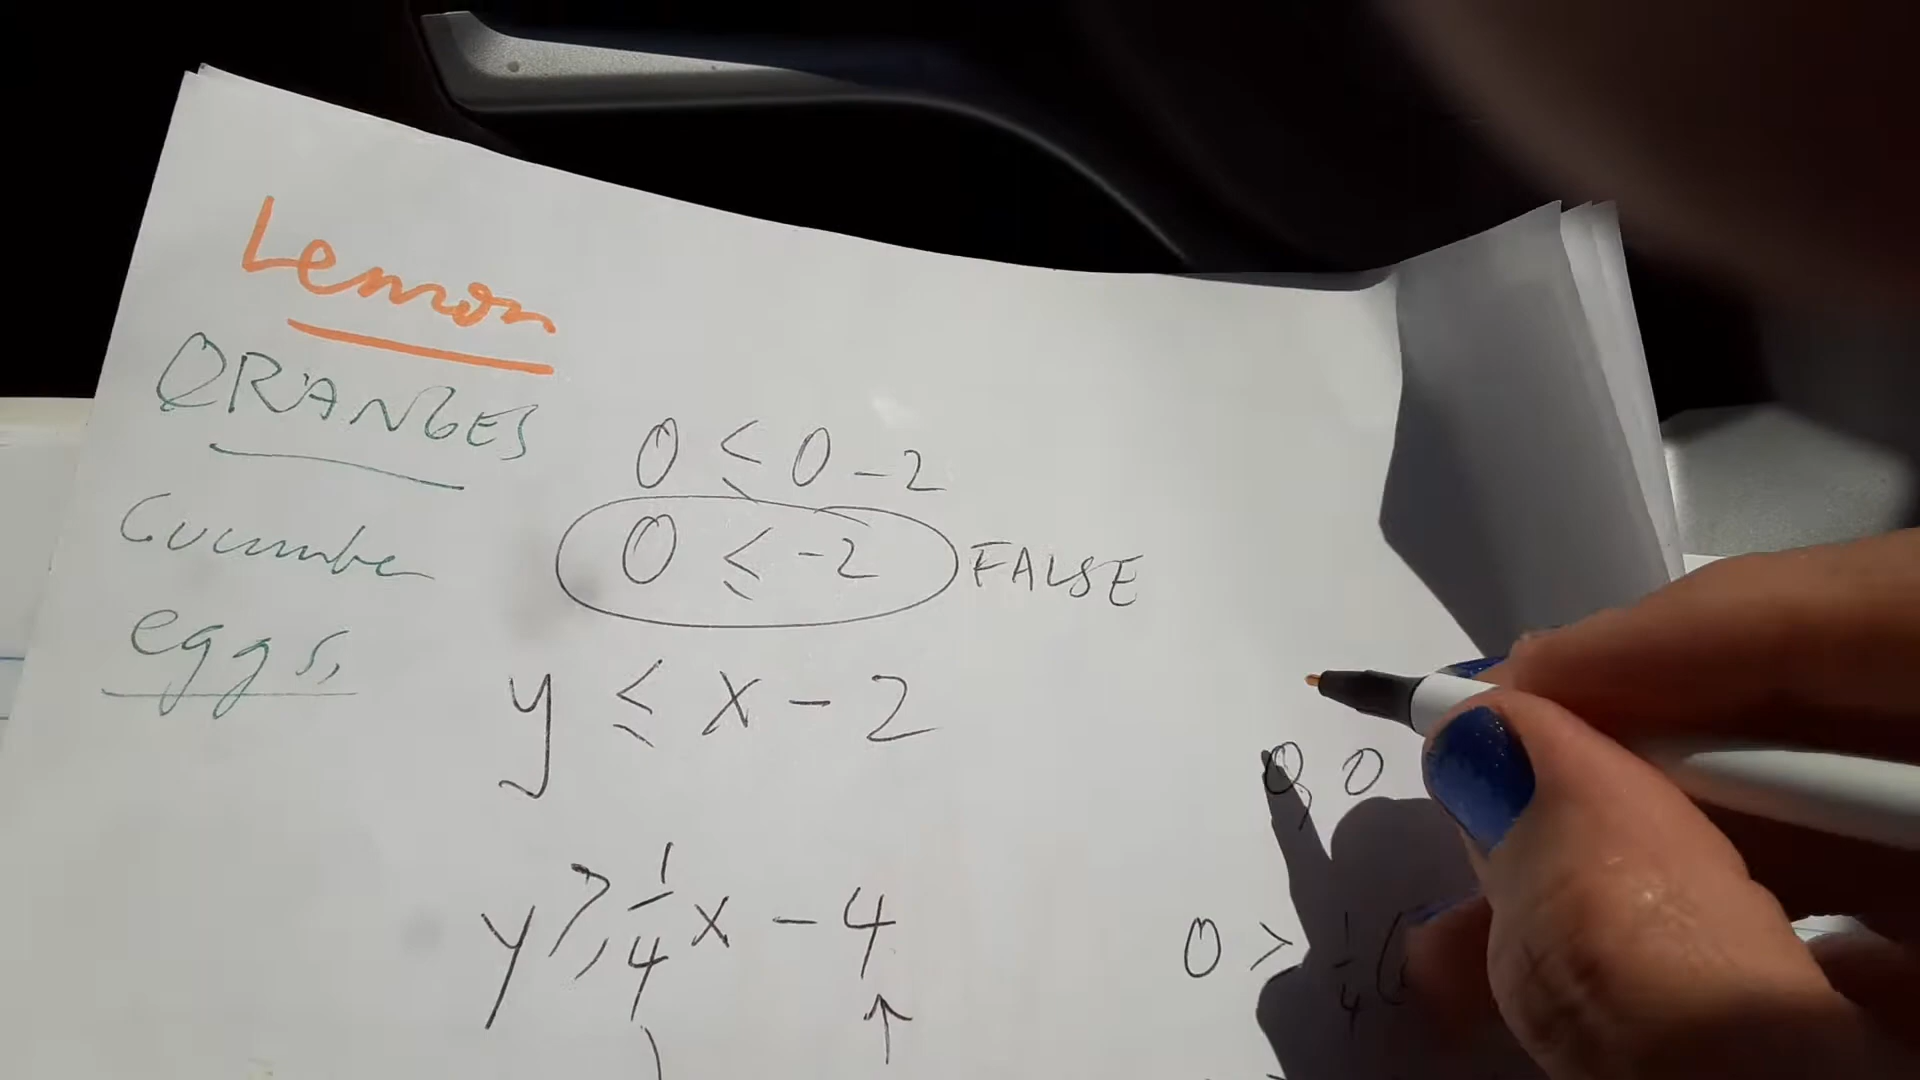 Lemon
ORANGES
Cucumbe
eggs,
0 ≤ 0 - 2
0 ≤ -2 FALSE
y ≤ x - 2
0, 0
y ≥ 1/4 x - 4
0 > 1/4 (